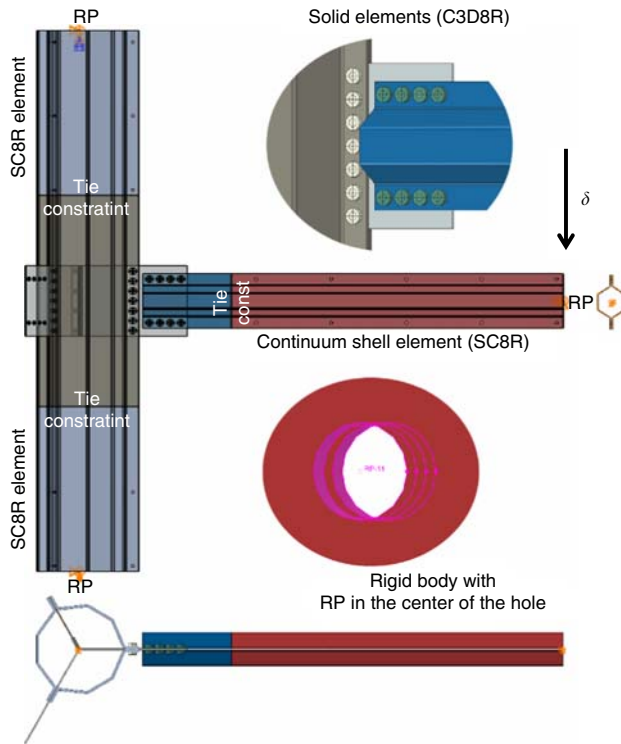 RP
Solid elements (C3D8R)
SC8R element
Tie
constratint
δ
Tie
const
RP
Continuum shell element (SC8R)
Tie
constratint
SC8R element
RP
Rigid body with
RP in the center of the hole